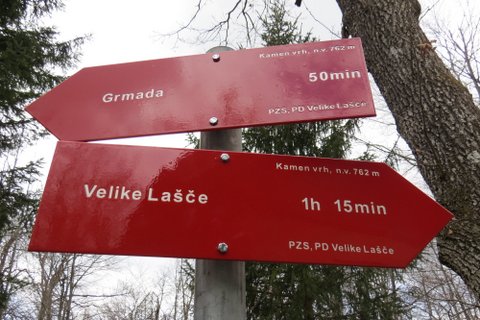 Kamen vrh, n.v. 762 m
Grmada 50min
PZS, PD Velike Lašče
Kamen vrh, n.v. 762 m
Velike Lašče 1h 15min
PZS, PD Velike Lašče